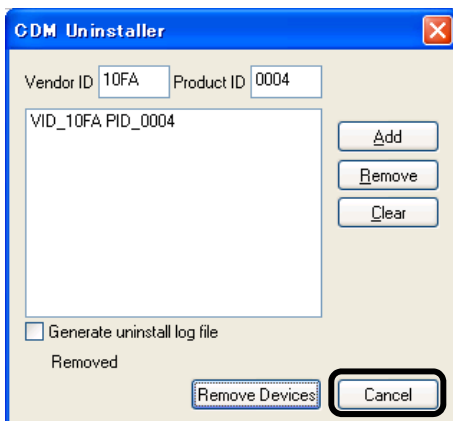 CDM Uninstaller
Vendor ID 10FA Product ID 0004
VID_10FA PID_0004
Add
Remove
Clear
Generate uninstall log file
Removed
Remove Devices Cancel